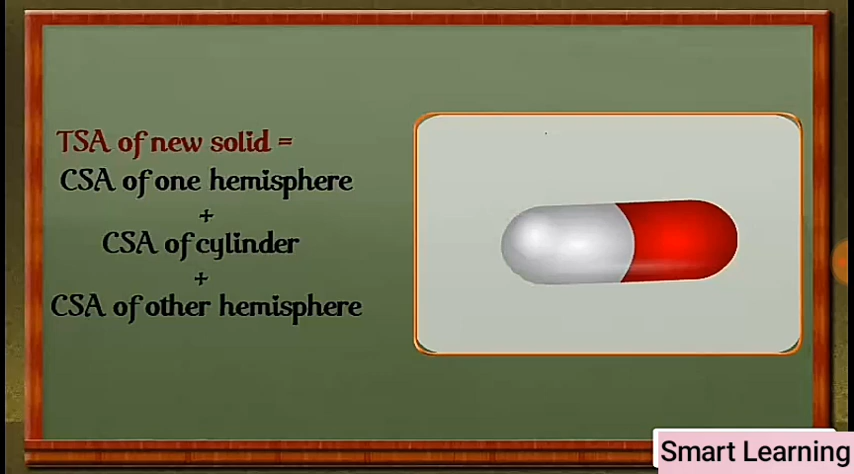 TSA of new solid =
CSA of one hemisphere
+
CSA of cylinder
+
CSA of other hemisphere
Smart Learning